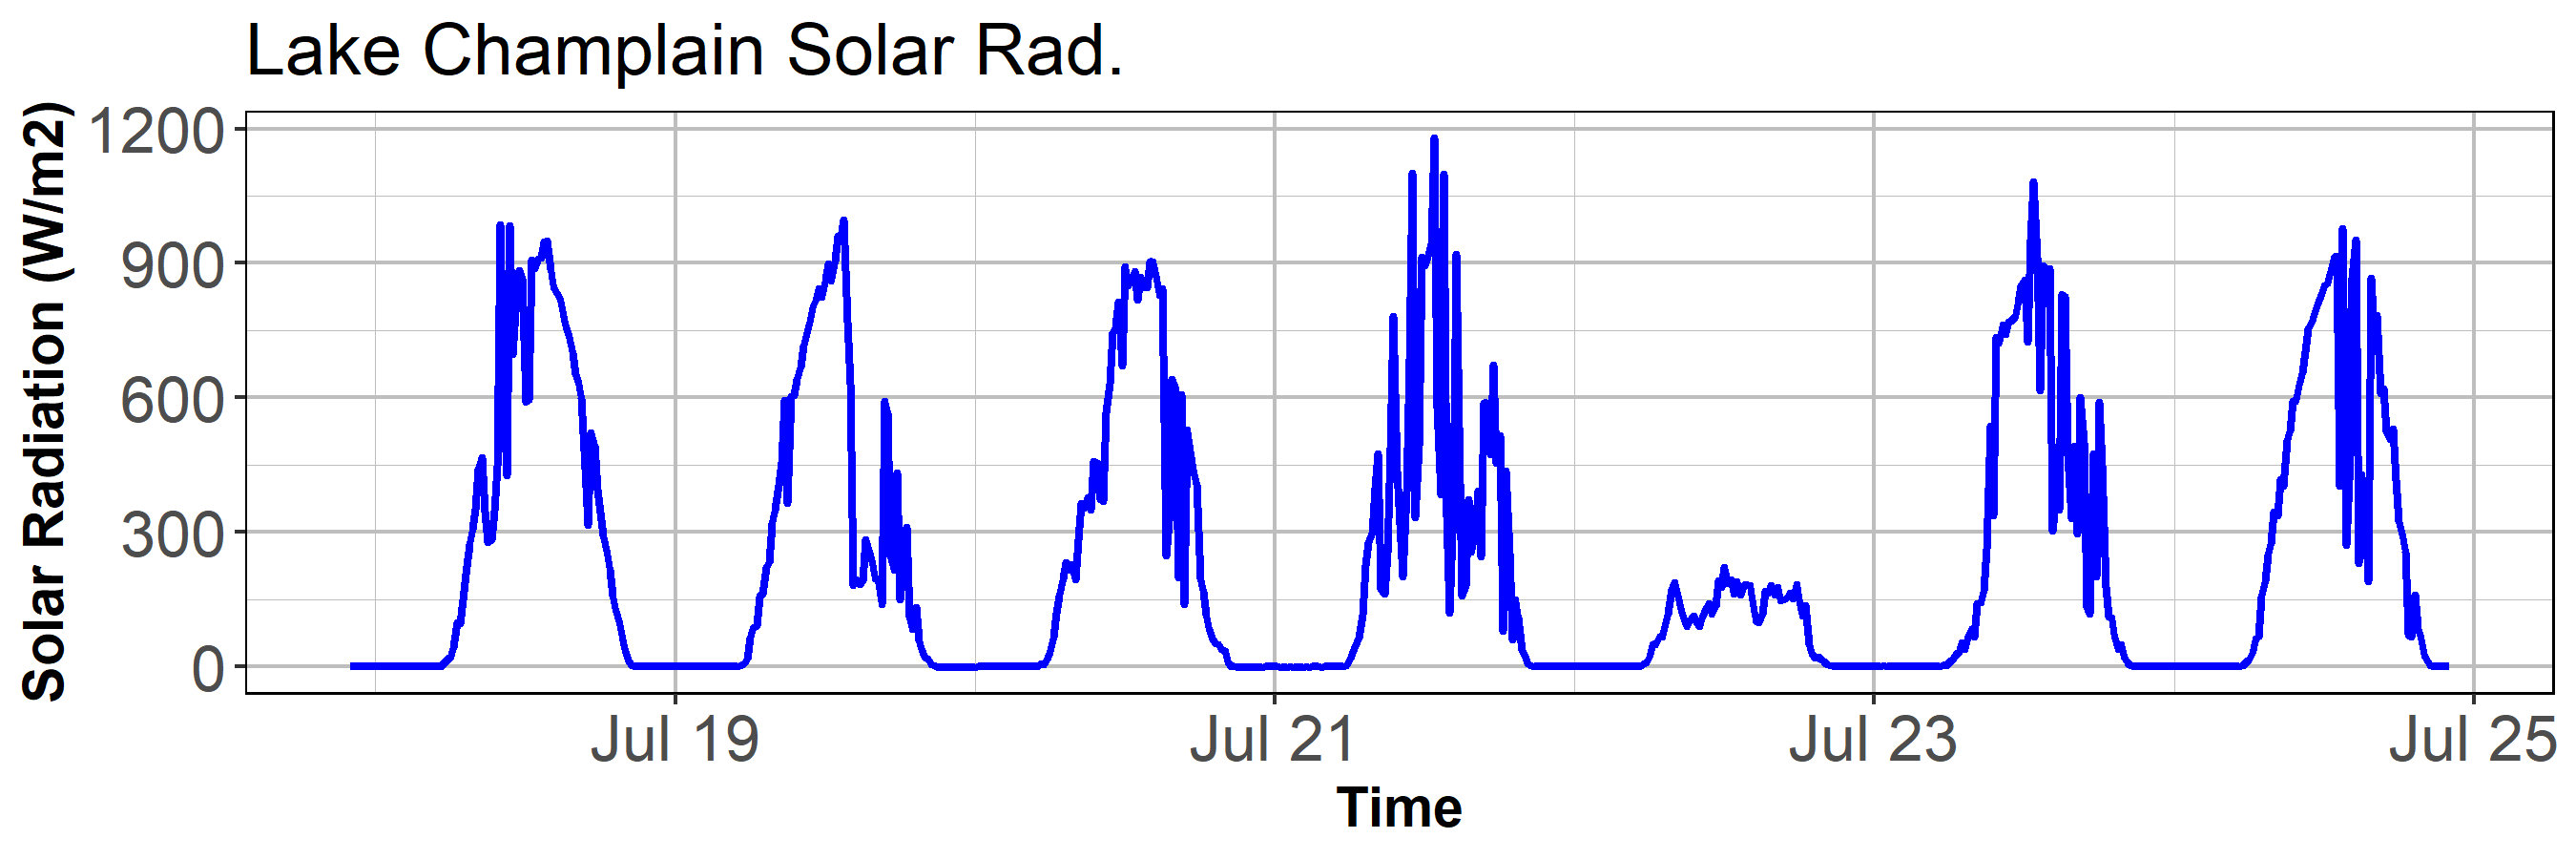 Lake Champlain Solar Rad.
Solar Radiation (W/m2)
1200
900
600
300
0
Jul 19 Jul 21 Jul 23 Jul 25
Time